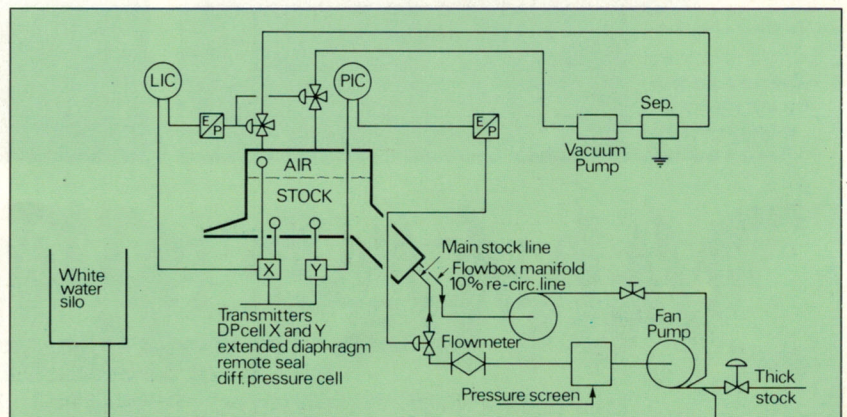 LIC
PIC
E/P
E/P
Sep.
Vacuum
Pump
AIR
STOCK
White
water
silo
X
Y
Main stock line
Flowbox manifold
10% re-circ.line
Transmitters
DPcell X and Y
extended diaphragm
remote seal
diff. pressure cell
Flowmeter
Fan
Pump
Pressure screen
Thick
stock